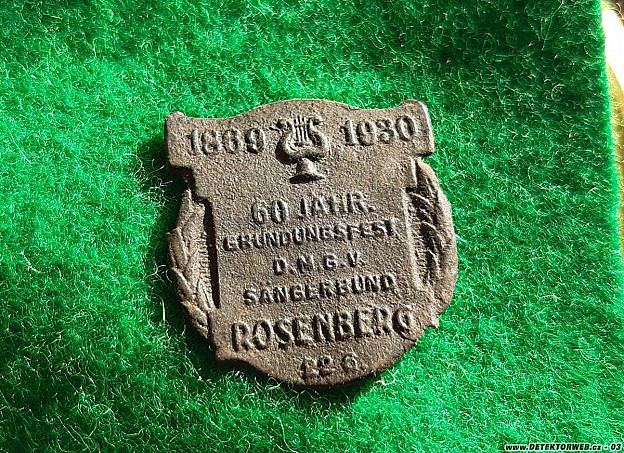 1869 1930
60 JAHR.
GRÜNDUNGSFEST
D.M.G.V.
SÄNGERBUND
ROSENBERG
www.DETEKTORWEB.cz - 03